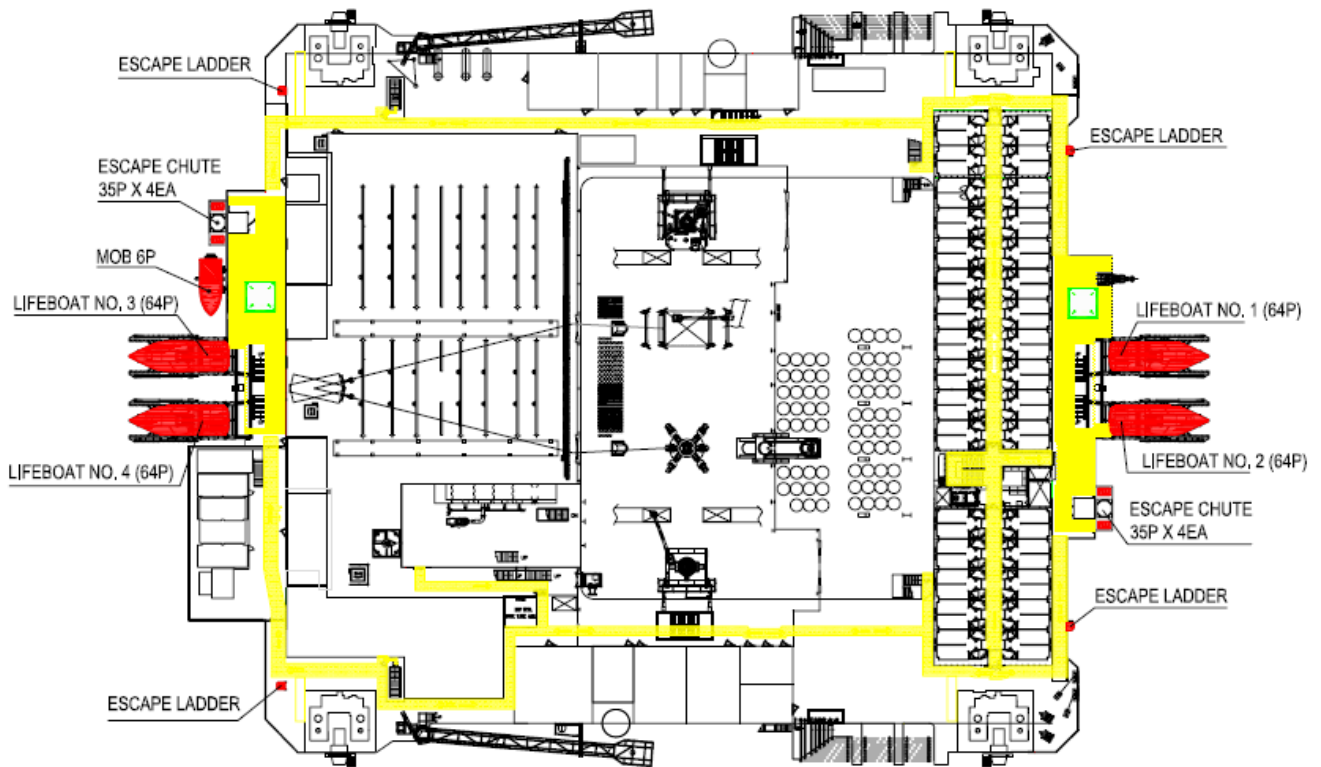 ESCAPE LADDER
ESCAPE LADDER
ESCAPE CHUTE
35P X 4EA
MOB 6P
LIFEBOAT NO. 3 (64P)
LIFEBOAT NO. 1 (64P)
LIFEBOAT NO. 4 (64P)
LIFEBOAT NO. 2 (64P)
ESCAPE CHUTE
35P X 4EA
ESCAPE LADDER
ESCAPE LADDER